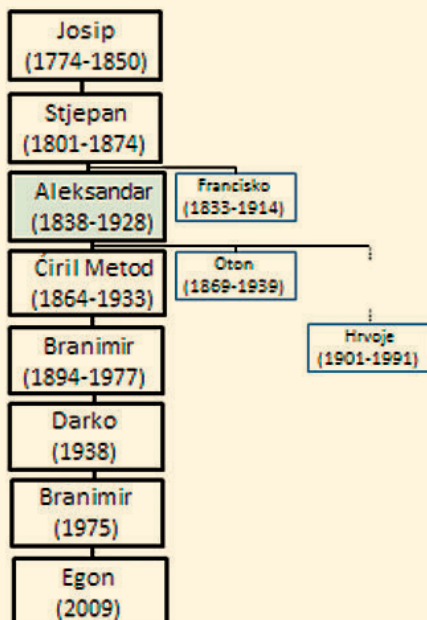 Josip
(1774-1850)
Stjepan
(1801-1874)
Aleksandar
(1838-1928)
Francisko
(1833-1914)
Ćiril Metod
(1864-1933)
Oton
(1869-1939)
Branimir
(1894-1977)
Hrvoje
(1901-1991)
Darko
(1938)
Branimir
(1975)
Egon
(2009)